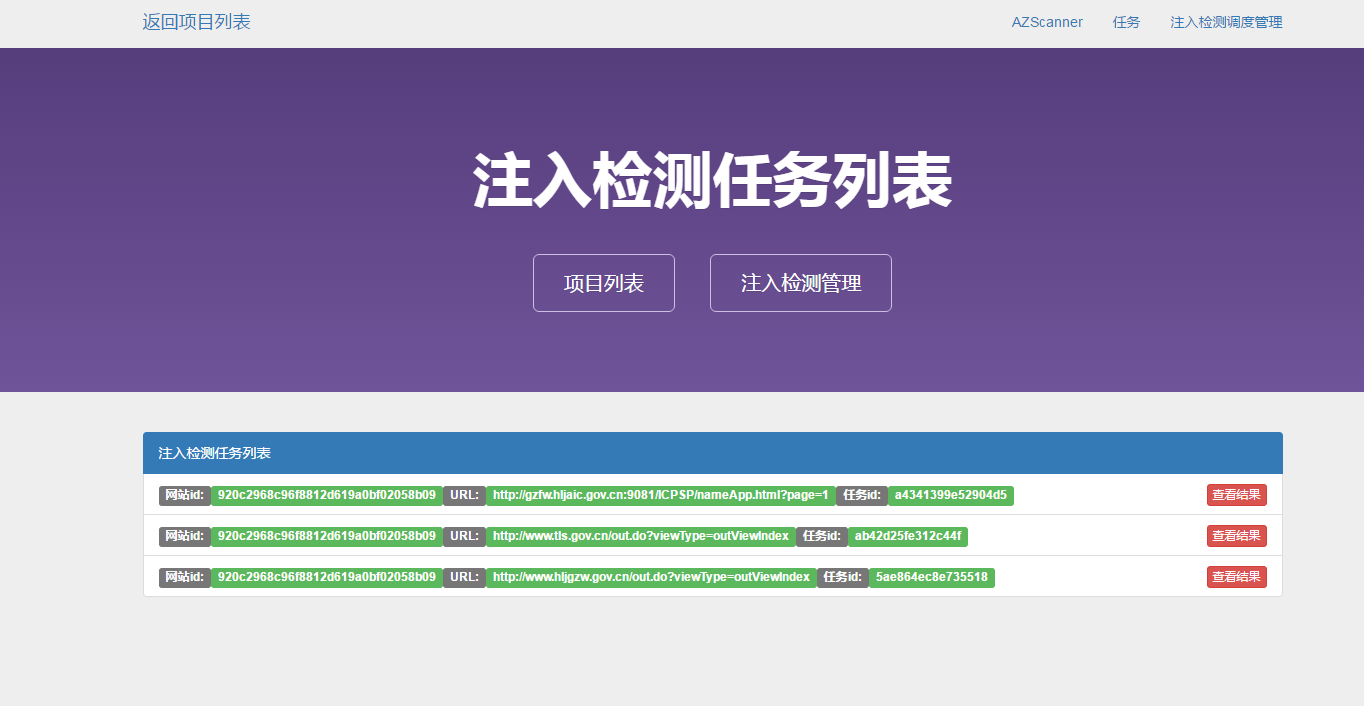 返回项目列表 AZScanner 任务 注入检测调度管理
注入检测任务列表
项目列表 注入检测管理
注入检测任务列表
网站id: 920c2968c96f8812d619a0bf02058b09 URL: http://gzfw.hljaic.gov.cn:9081/ICPSP/nameApp.html?page=1 任务id: a4341399e52904d5 查看结果
网站id: 920c2968c96f8812d619a0bf02058b09 URL: http://www.tls.gov.cn/out.do?viewType=outViewIndex 任务id: ab42d25fe312c44f 查看结果
网站id: 920c2968c96f8812d619a0bf02058b09 URL: http://www.hljgzw.gov.cn/out.do?viewType=outViewIndex 任务id: 5ae864ec8e735518 查看结果